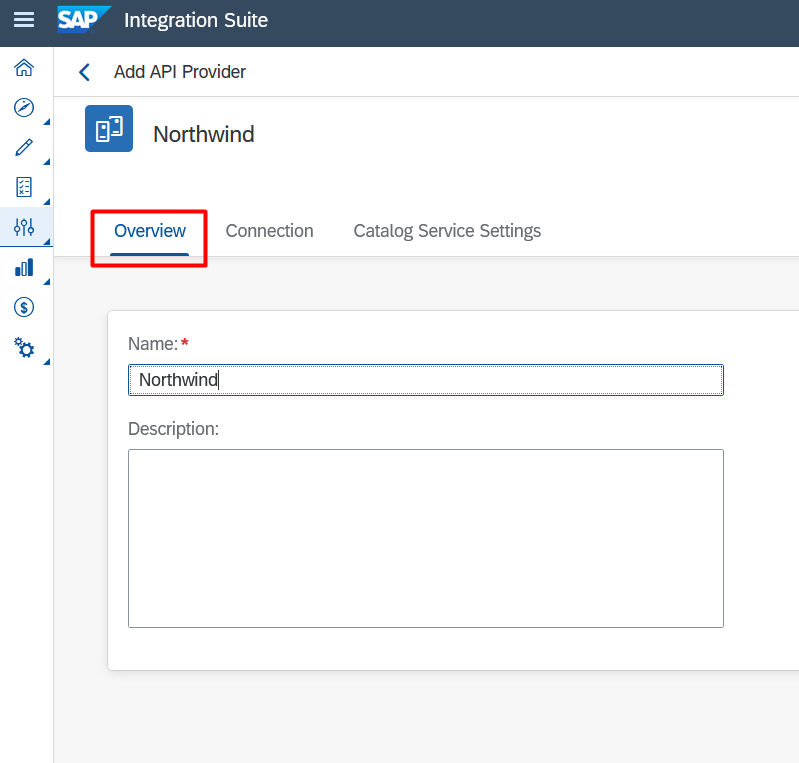 SAP Integration Suite
Add API Provider
Northwind
Overview Connection Catalog Service Settings
Name:*
Northwind
Description:
$